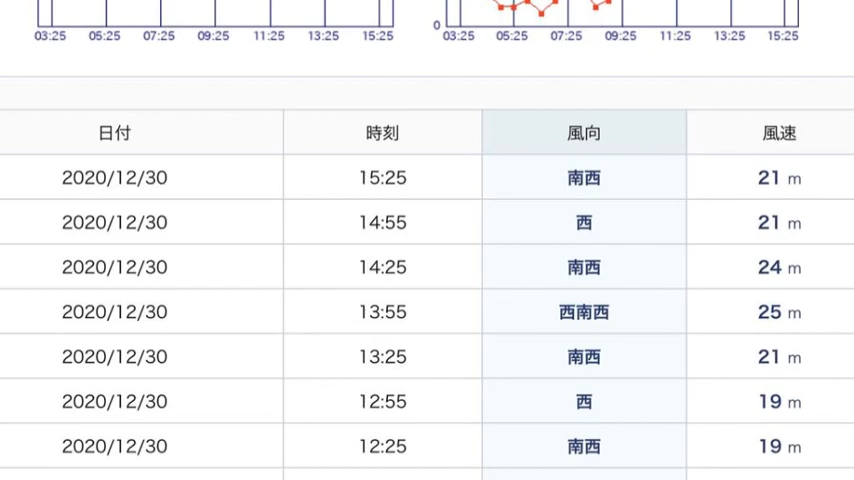 0
03:25 05:25 07:25 09:25 11:25 13:25 15:25 03:25 05:25 07:25 09:25 11:25 13:25 15:25
日付 時刻 風向 風速
2020/12/30 15:25 南西 21 m
2020/12/30 14:55 西 21 m
2020/12/30 14:25 南西 24 m
2020/12/30 13:55 西南西 25 m
2020/12/30 13:25 南西 21 m
2020/12/30 12:55 西 19 m
2020/12/30 12:25 南西 19 m